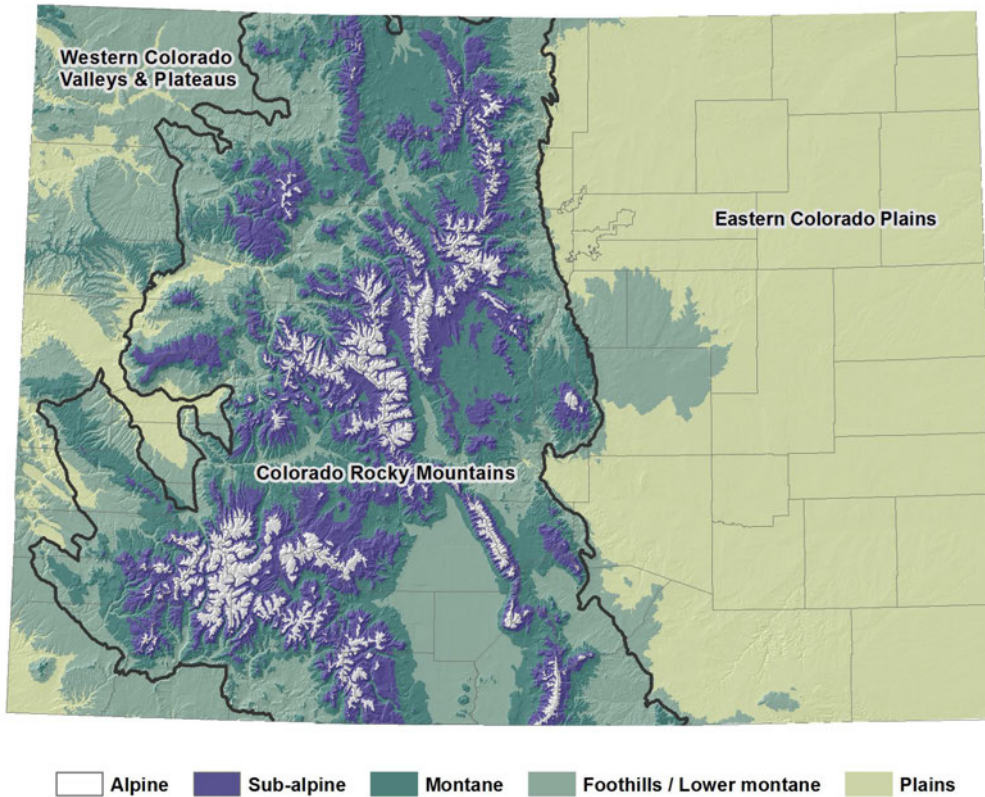 Western Colorado
Valleys & Plateaus
Eastern Colorado Plains
Colorado Rocky Mountains
Alpine
Sub-alpine
Montane
Foothills / Lower montane
Plains